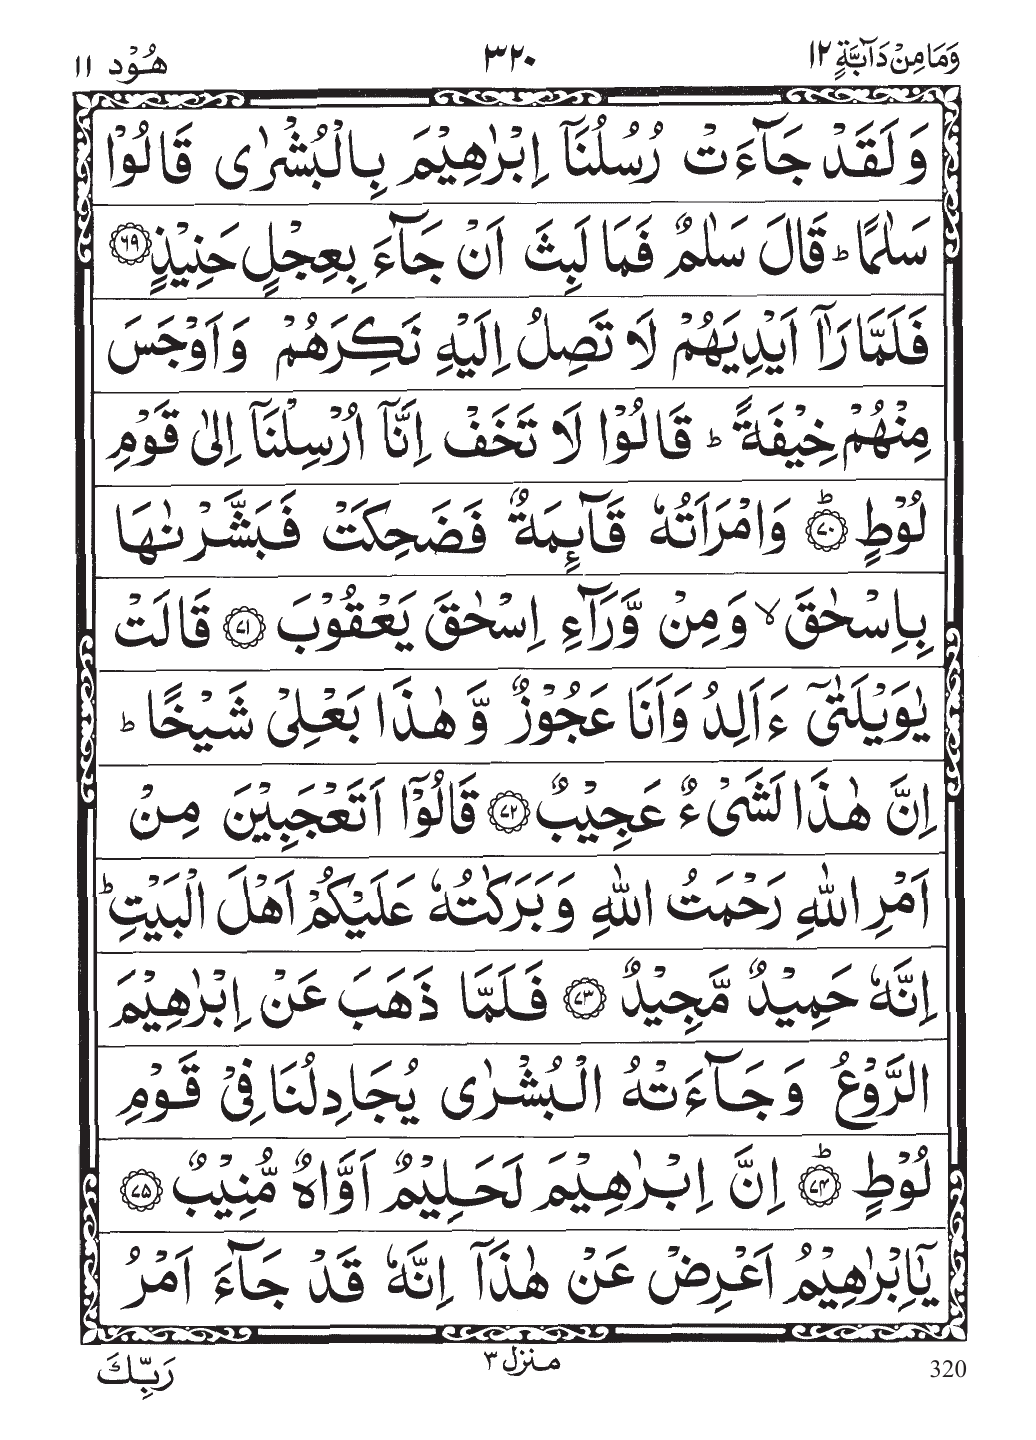 وَمَا مِنْ دَآبَّةٍ ١٢ ٣٢٠ هُوْد ١١
وَلَقَدْ جَآءَتْ رُسُلُنَآ اِبْرٰهِيْمَ بِالْبُشْرٰى قَالُوْا
سَلٰمًا ؕ قَالَ سَلٰمٌ فَمَا لَبِثَ اَنْ جَآءَ بِعِجْلٍ حَنِيْذٍ ﴿٦٩﴾
فَلَمَّا رَاٰۤ اَيْدِيَهُمْ لَا تَصِلُ اِلَيْهِ نَكِرَهُمْ وَاَوْجَسَ
مِنْهُمْ خِيْفَةً ؕ قَالُوْا لَا تَخَفْ اِنَّآ اُرْسِلْنَآ اِلٰى قَوْمِ
لُوْطٍ ؕ ﴿٧٠﴾ وَامْرَاَتُهٗ قَآئِمَةٌ فَضَحِكَتْ فَبَشَّرْنٰهَا
بِاِسْحٰقَ ۙ وَمِنْ وَّرَآءِ اِسْحٰقَ يَعْقُوْبَ ﴿٧١﴾ قَالَتْ
يٰوَيْلَتٰٓى ءَاَلِدُ وَاَنَا عَجُوْزٌ وَّهٰذَا بَعْلِيْ شَيْخًا ؕ
اِنَّ هٰذَا لَشَيْءٌ عَجِيْبٌ ﴿٧٢﴾ قَالُوْٓا اَتَعْجَبِيْنَ مِنْ
اَمْرِ اللّٰهِ رَحْمَتُ اللّٰهِ وَبَرَكٰتُهٗ عَلَيْكُمْ اَهْلَ الْبَيْتِ ؕ
اِنَّهٗ حَمِيْدٌ مَّجِيْدٌ ﴿٧٣﴾ فَلَمَّا ذَهَبَ عَنْ اِبْرٰهِيْمَ
الرَّوْعُ وَجَآءَتْهُ الْبُشْرٰى يُجَادِلُنَا فِيْ قَوْمِ
لُوْطٍ ؕ ﴿٧٤﴾ اِنَّ اِبْرٰهِيْمَ لَحَلِيْمٌ اَوَّاهٌ مُّنِيْبٌ ﴿٧٥﴾
يٰٓاِبْرٰهِيْمُ اَعْرِضْ عَنْ هٰذَآ اِنَّهٗ قَدْ جَآءَ اَمْرُ
رَبِّكَ منزل ٣ 320